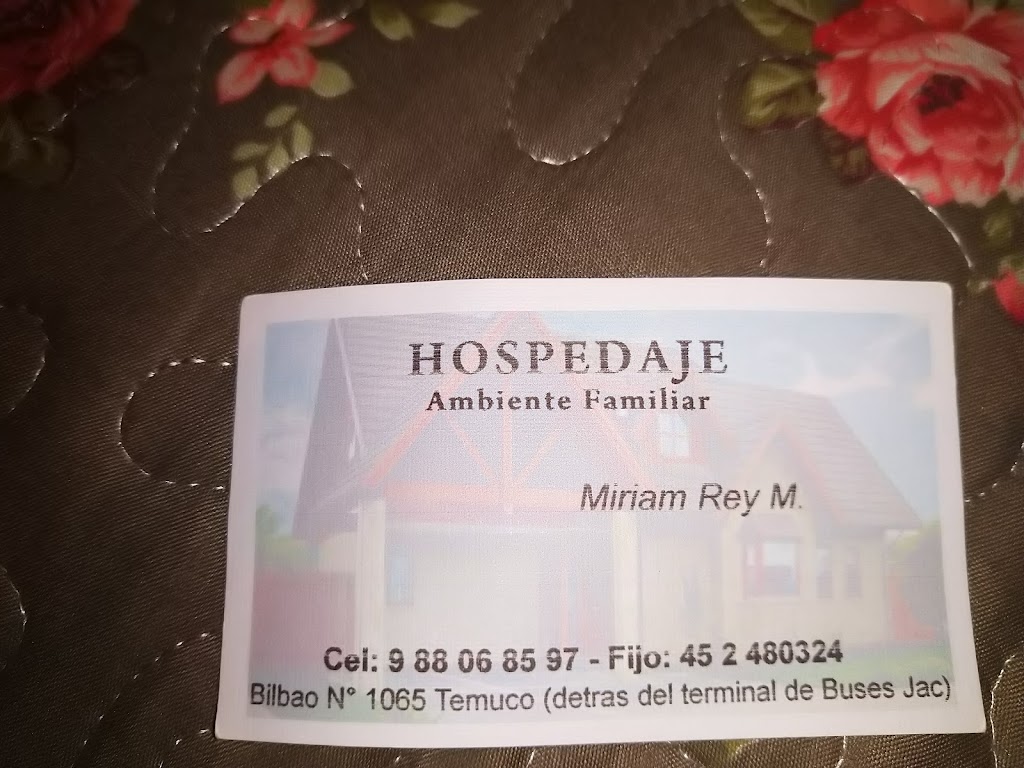 HOSPEDAJE
Ambiente Familiar
Miriam Rey M.
Cel: 9 88 06 85 97 - Fijo: 45 2 480324
Bilbao N° 1065 Temuco (detras del terminal de Buses Jac)